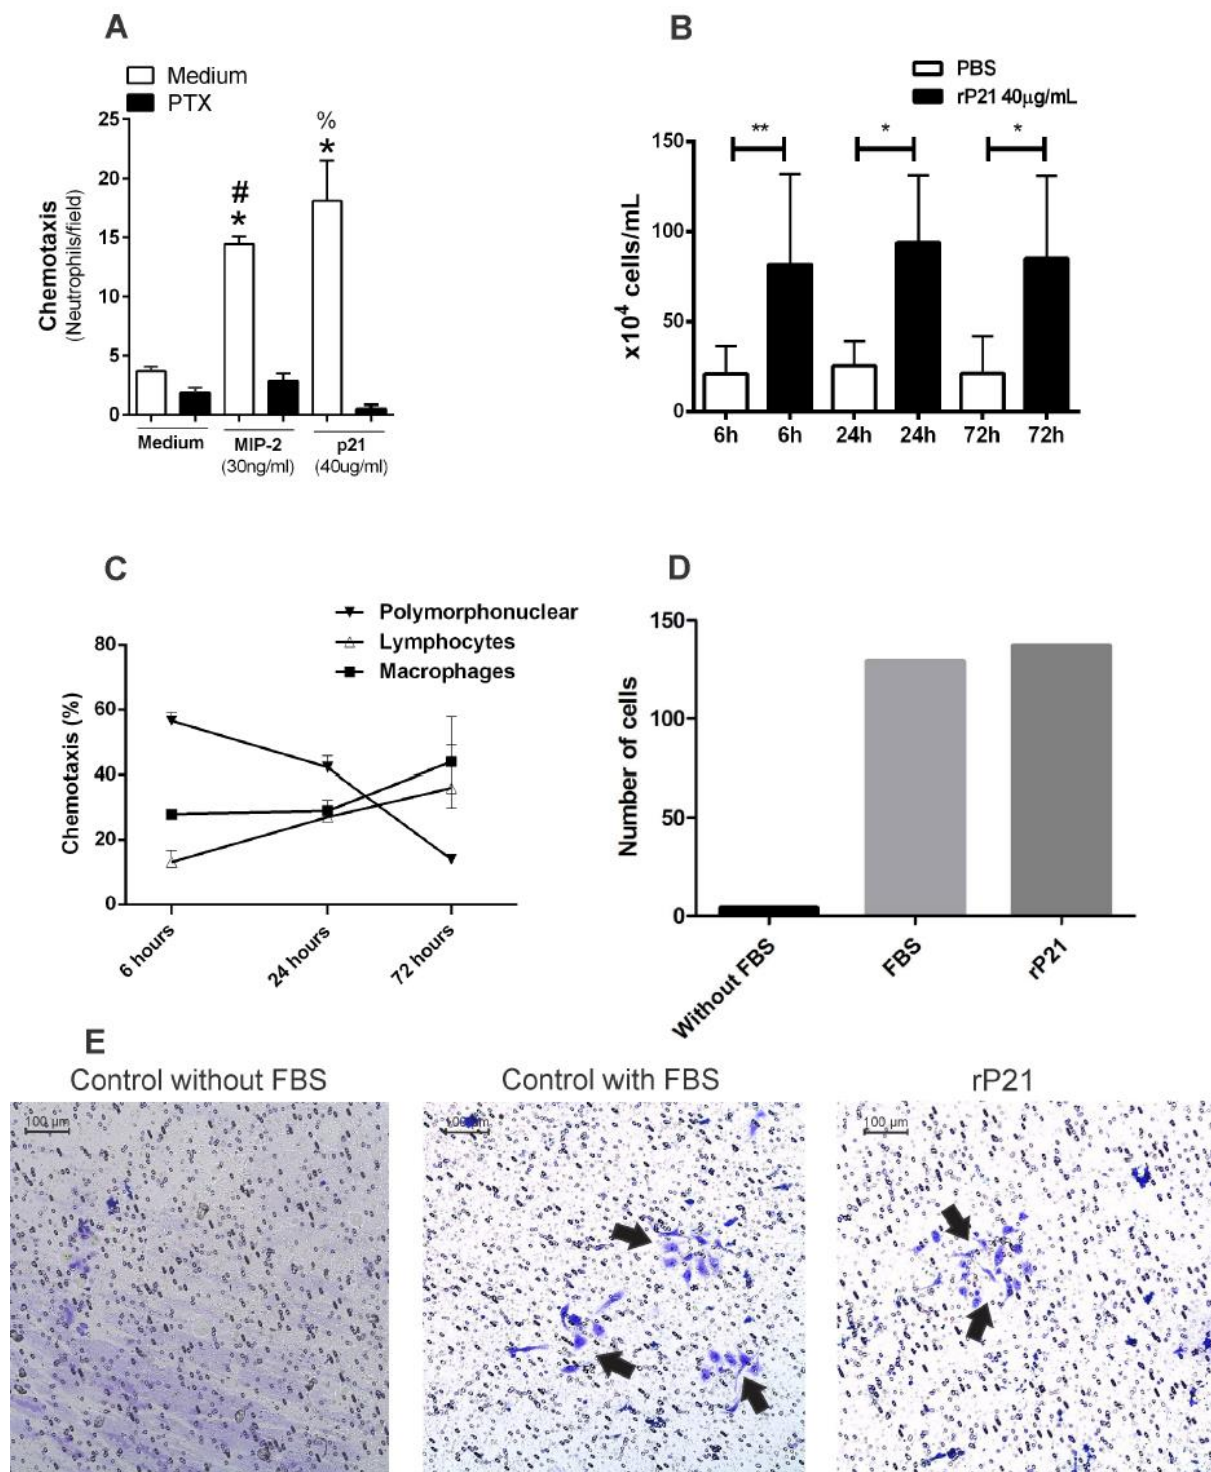 A
Medium
PTX
25
20
15
10
5
0
Chemotaxis
(Neutrophils/field)
#
*
%
*
Medium
MIP-2
(30ng/ml)
p21
(40ug/ml)
B
PBS
rP21 40µg/mL
150
100
50
0
x10⁴ cells/mL
**
*
*
6h 6h 24h 24h 72h 72h
C
Polymorphonuclear
Lymphocytes
Macrophages
80
60
40
20
0
Chemotaxis (%)
6 hours
24 hours
72 hours
D
150
100
50
0
Number of cells
Without FBS
FBS
rP21
E
Control without FBS
Control with FBS
rP21
100 µm
100 µm
100 µm